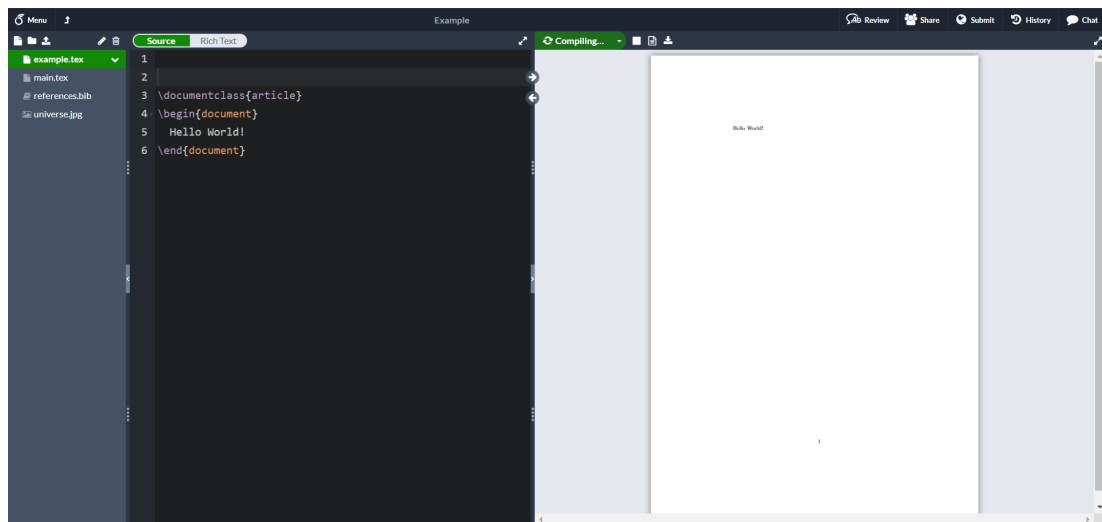 Menu
Example
Review
Share
Submit
History
Chat
Source Rich Text
Compiling...
example.tex
main.tex
references.bib
universe.jpg
1
2
3 \documentclass{article}
4 \begin{document}
5 Hello World!
6 \end{document}
Hello World!
1